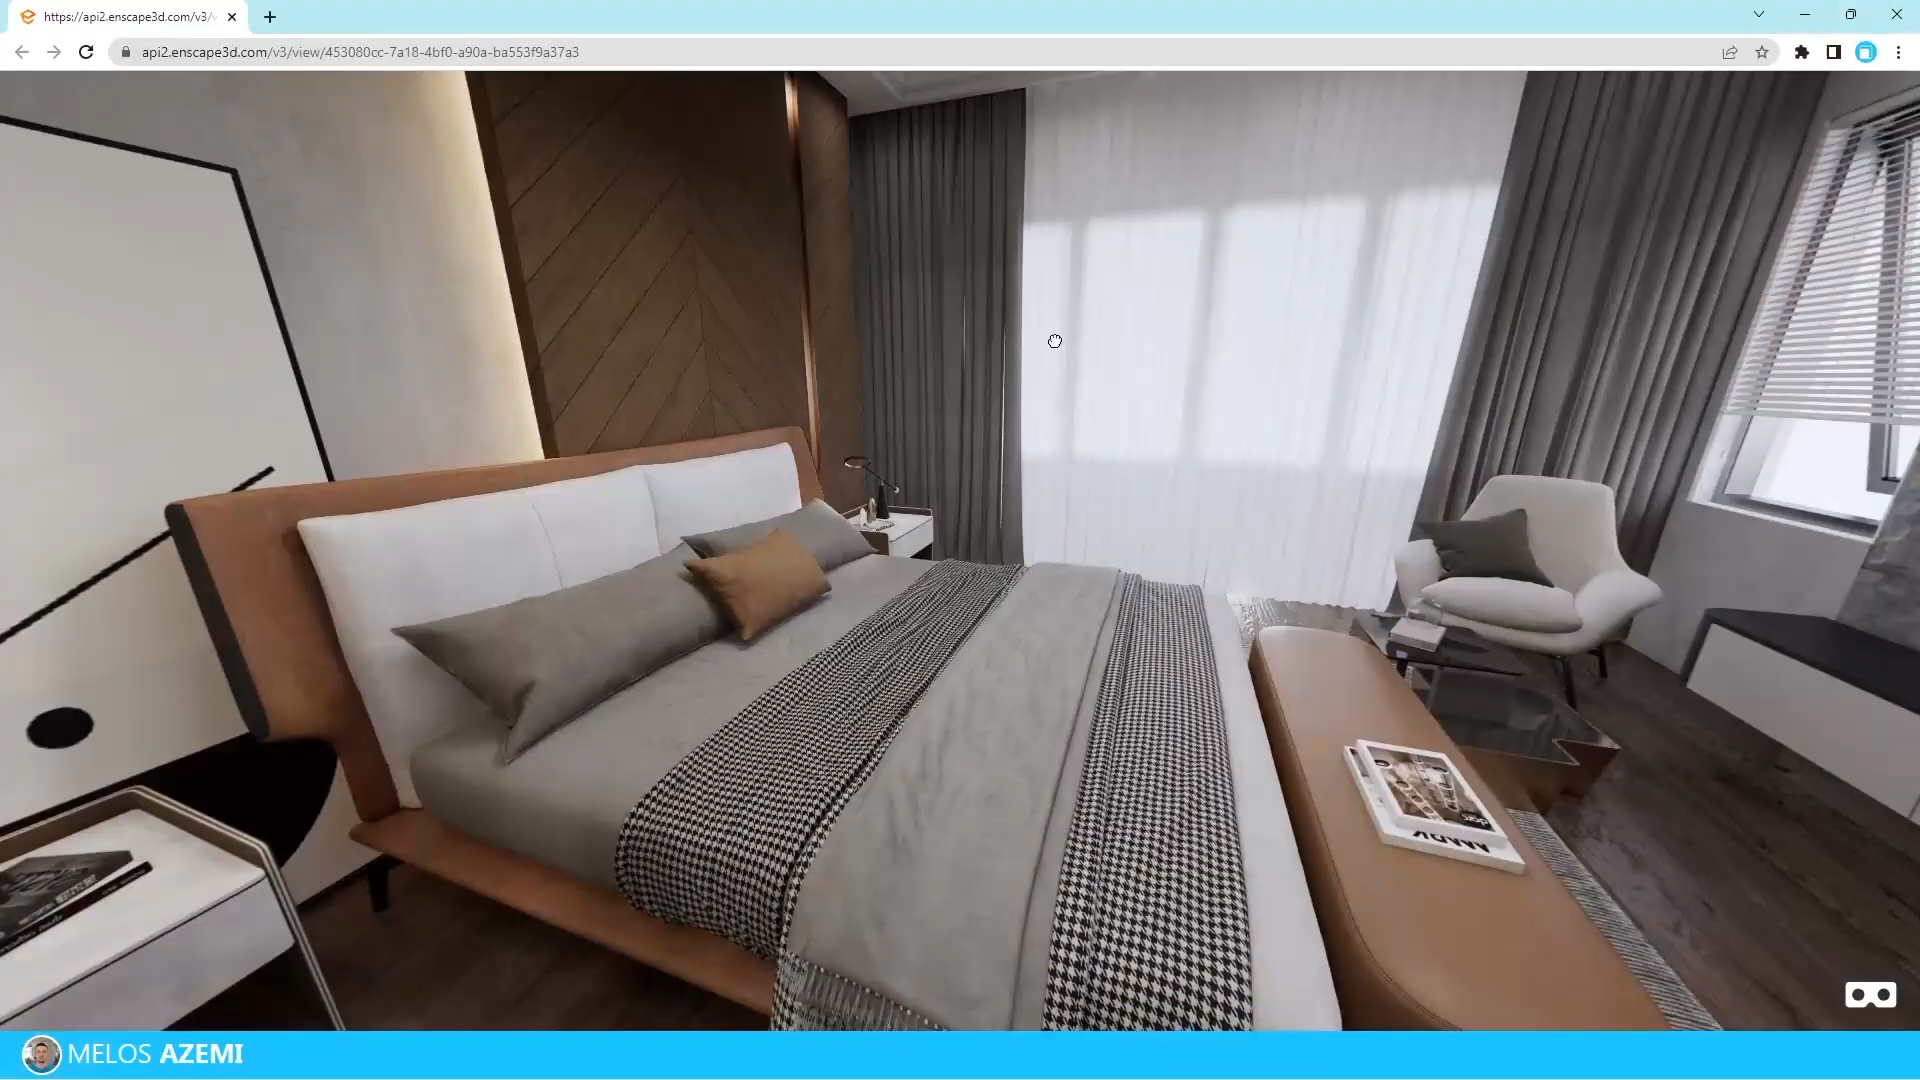 https://api2.enscape3d.com/v3/v
api2.enscape3d.com/v3/view/453080cc-7a18-4bf0-a90a-ba553f9a37a3
MELOS AZEMI